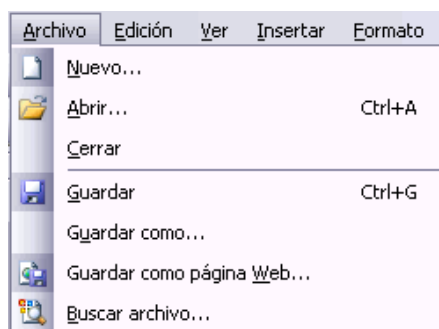 Archivo Edición Ver Insertar Formato
Nuevo...
Abrir... Ctrl+A
Cerrar
Guardar Ctrl+G
Guardar como...
Guardar como página Web...
Buscar archivo...